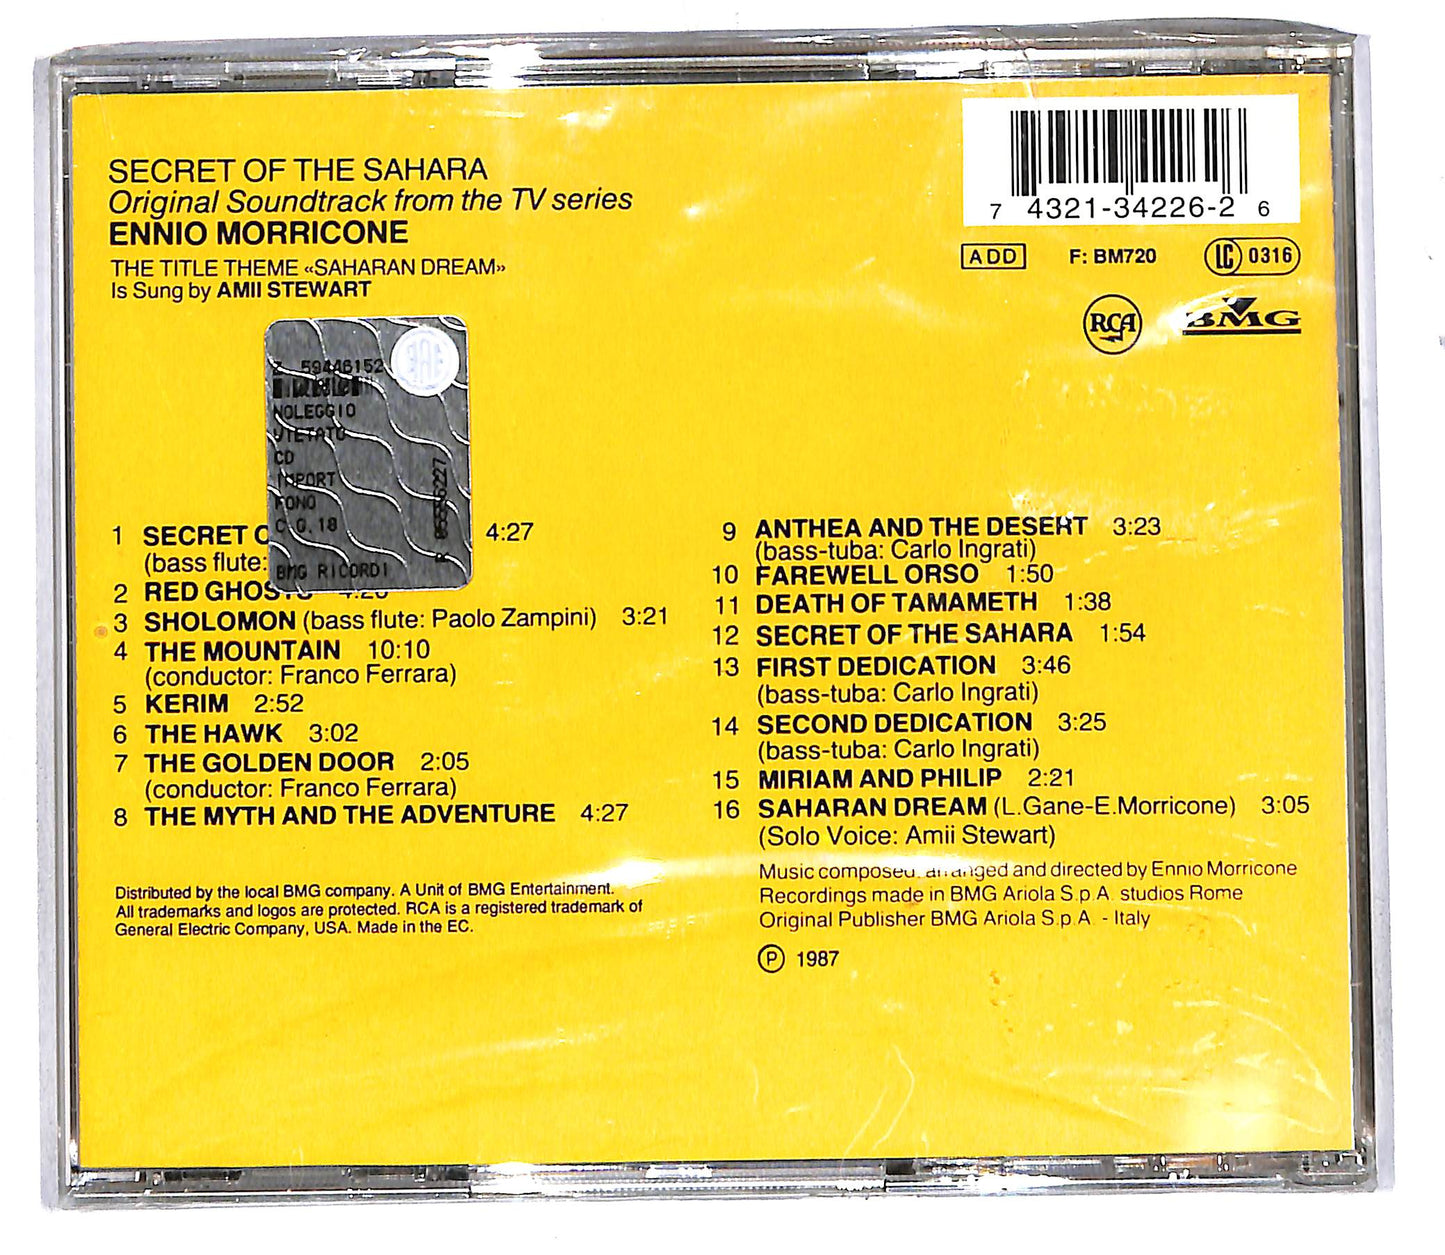 SECRET OF THE SAHARA
Original Soundtrack from the TV series
ENNIO MORRICONE
THE TITLE THEME «SAHARAN DREAM»
Is Sung by AMII STEWART
7 4321-34226-2 6
ADD F: BM720 LC 0316
RCA BMG
59446152
NOLEGGIO
VIETATO
CD
IMPORT
FONO
C.Q.18
BMG RICORDI
1 SECRET 4:27
(bass flute:
2 RED
3 SHOLOMON (bass flute: Paolo Zampini) 3:21
4 THE MOUNTAIN 10:10
(conductor: Franco Ferrara)
5 KERIM 2:52
6 THE HAWK 3:02
7 THE GOLDEN DOOR 2:05
(conductor: Franco Ferrara)
8 THE MYTH AND THE ADVENTURE 4:27
9 ANTHEA AND THE DESERT 3:23
(bass-tuba: Carlo Ingrati)
10 FAREWELL ORSO 1:50
11 DEATH OF TAMAMETH 1:38
12 SECRET OF THE SAHARA 1:54
13 FIRST DEDICATION 3:46
(bass-tuba: Carlo Ingrati)
14 SECOND DEDICATION 3:25
(bass-tuba: Carlo Ingrati)
15 MIRIAM AND PHILIP 2:21
16 SAHARAN DREAM (L.Gane-E.Morricone) 3:05
(Solo Voice: Amii Stewart)
Music composed, arranged and directed by Ennio Morricone
Recordings made in BMG Ariola S.p.A. studios Rome
Original Publisher BMG Ariola S.p.A. - Italy
℗ 1987
Distributed by the local BMG company. A Unit of BMG Entertainment.
All trademarks and logos are protected. RCA is a registered trademark of
General Electric Company, USA. Made in the EC.